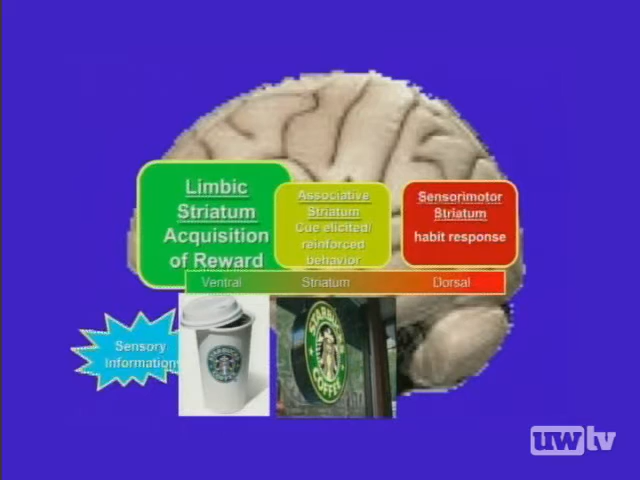 Limbic
Striatum
Acquisition
of Reward
Associative
Striatum
Cue elicited/
reinforced
behavior
Sensorimotor
Striatum
habit response
Ventral
Striatum
Dorsal
Sensory
Information
STARBUCKS
COFFEE
uwtv